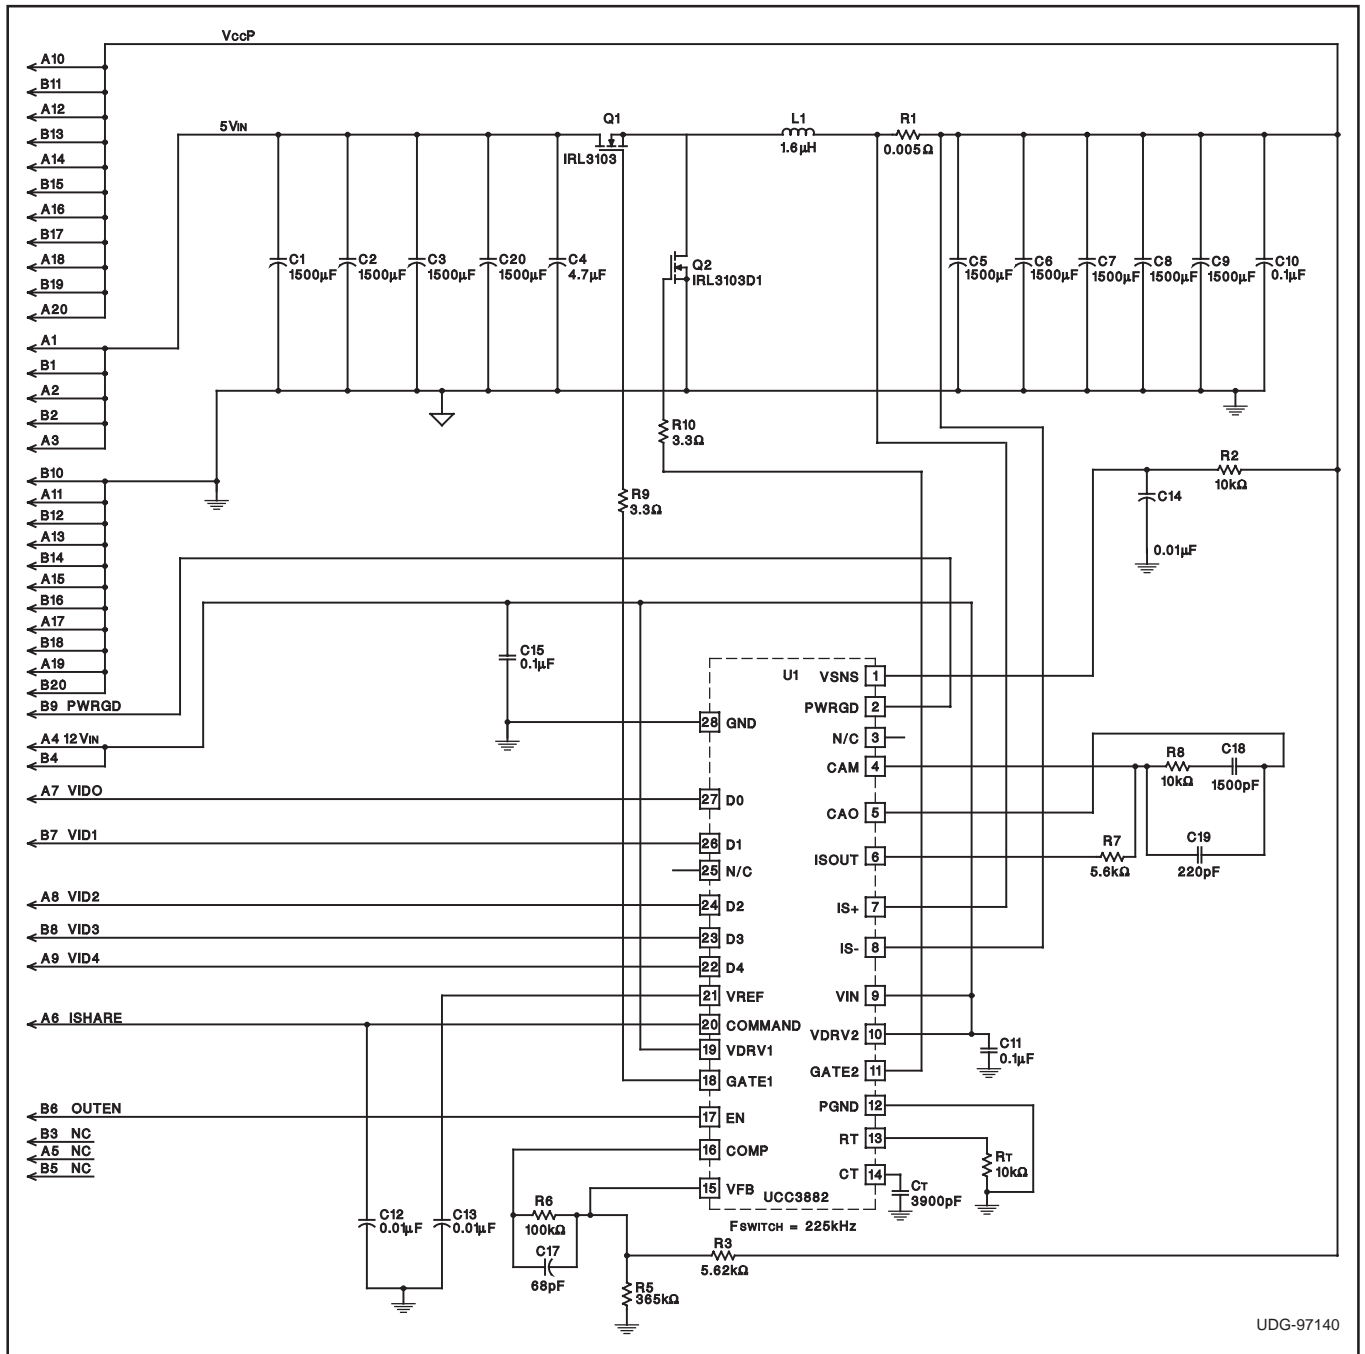 VccP
A10
B11
A12
B13
A14
B15
A16
B17
A18
B19
A20
A1
B1
A2
B2
A3
B10
A11
B12
A13
B14
A15
B16
A17
B18
A19
B20
B9 PWRGD
A4 12VIN
B4
A7 VIDO
B7 VID1
A8 VID2
B8 VID3
A9 VID4
A6 ISHARE
B6 OUTEN
B3 NC
A5 NC
B5 NC
5VIN
Q1
IRL3103
L1
1.6µH
R1
0.005Ω
C1
1500µF
C2
1500µF
C3
1500µF
C20
1500µF
C4
4.7µF
Q2
IRL3103D1
C5
1500µF
C6
1500µF
C7
1500µF
C8
1500µF
C9
1500µF
C10
0.1µF
R10
3.3Ω
R9
3.3Ω
R2
10kΩ
C14
0.01µF
C15
0.1µF
U1
VSNS 1
PWRGD 2
N/C 3
CAM 4
CAO 5
ISOUT 6
IS+ 7
IS- 8
VIN 9
VDRV2 10
GATE2 11
PGND 12
RT 13
CT 14
28 GND
27 D0
26 D1
25 N/C
24 D2
23 D3
22 D4
21 VREF
20 COMMAND
19 VDRV1
18 GATE1
17 EN
16 COMP
15 VFB
UCC3882
R8
10kΩ
C18
1500pF
R7
5.6kΩ
C19
220pF
C11
0.1µF
RT
10kΩ
CT
3900pF
FSWITCH = 225kHz
C12
0.01µF
C13
0.01µF
R6
100kΩ
C17
68pF
R3
5.62kΩ
R5
365kΩ
UDG-97140